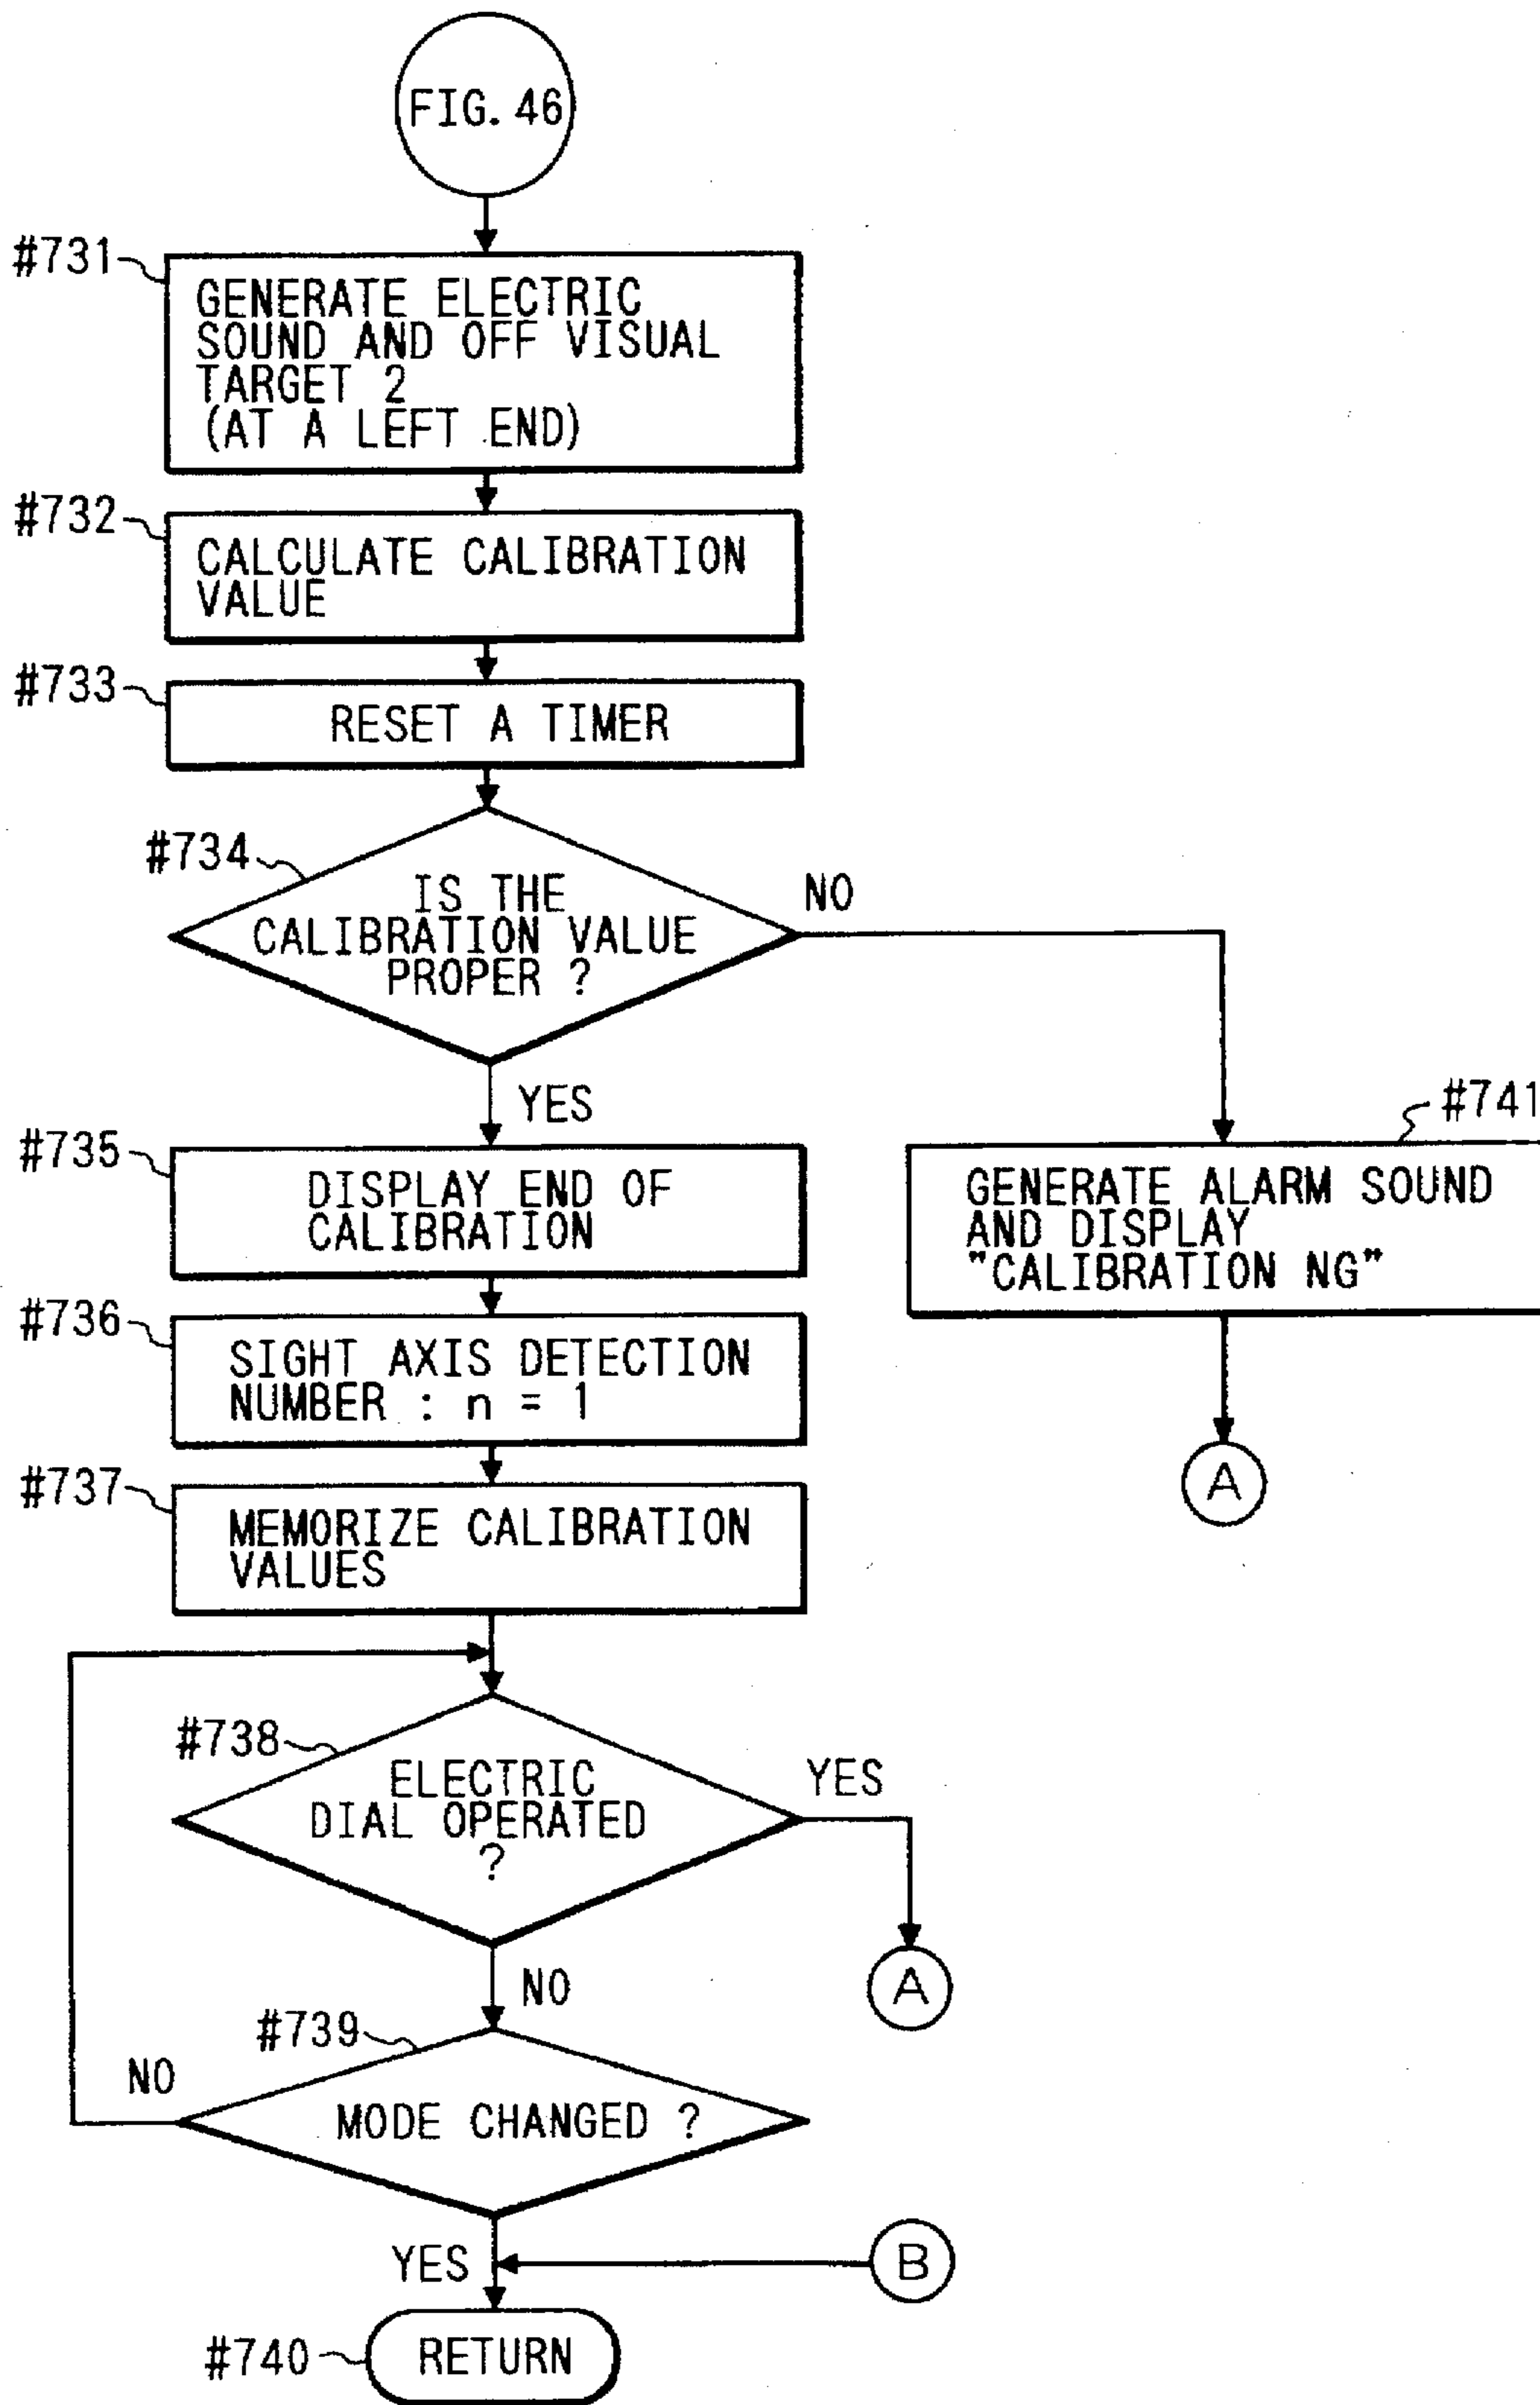 FIG. 46
#731
GENERATE ELECTRIC
SOUND AND OFF VISUAL
TARGET 2
(AT A LEFT END)
#732
CALCULATE CALIBRATION
VALUE
#733
RESET A TIMER
#734
IS THE
CALIBRATION VALUE
PROPER ?
NO
YES
#741
GENERATE ALARM SOUND
AND DISPLAY
"CALIBRATION NG"
A
#735
DISPLAY END OF
CALIBRATION
#736
SIGHT AXIS DETECTION
NUMBER : n = 1
#737
MEMORIZE CALIBRATION
VALUES
#738
ELECTRIC
DIAL OPERATED
?
YES
A
NO
#739
MODE CHANGED ?
NO
YES
B
#740
RETURN